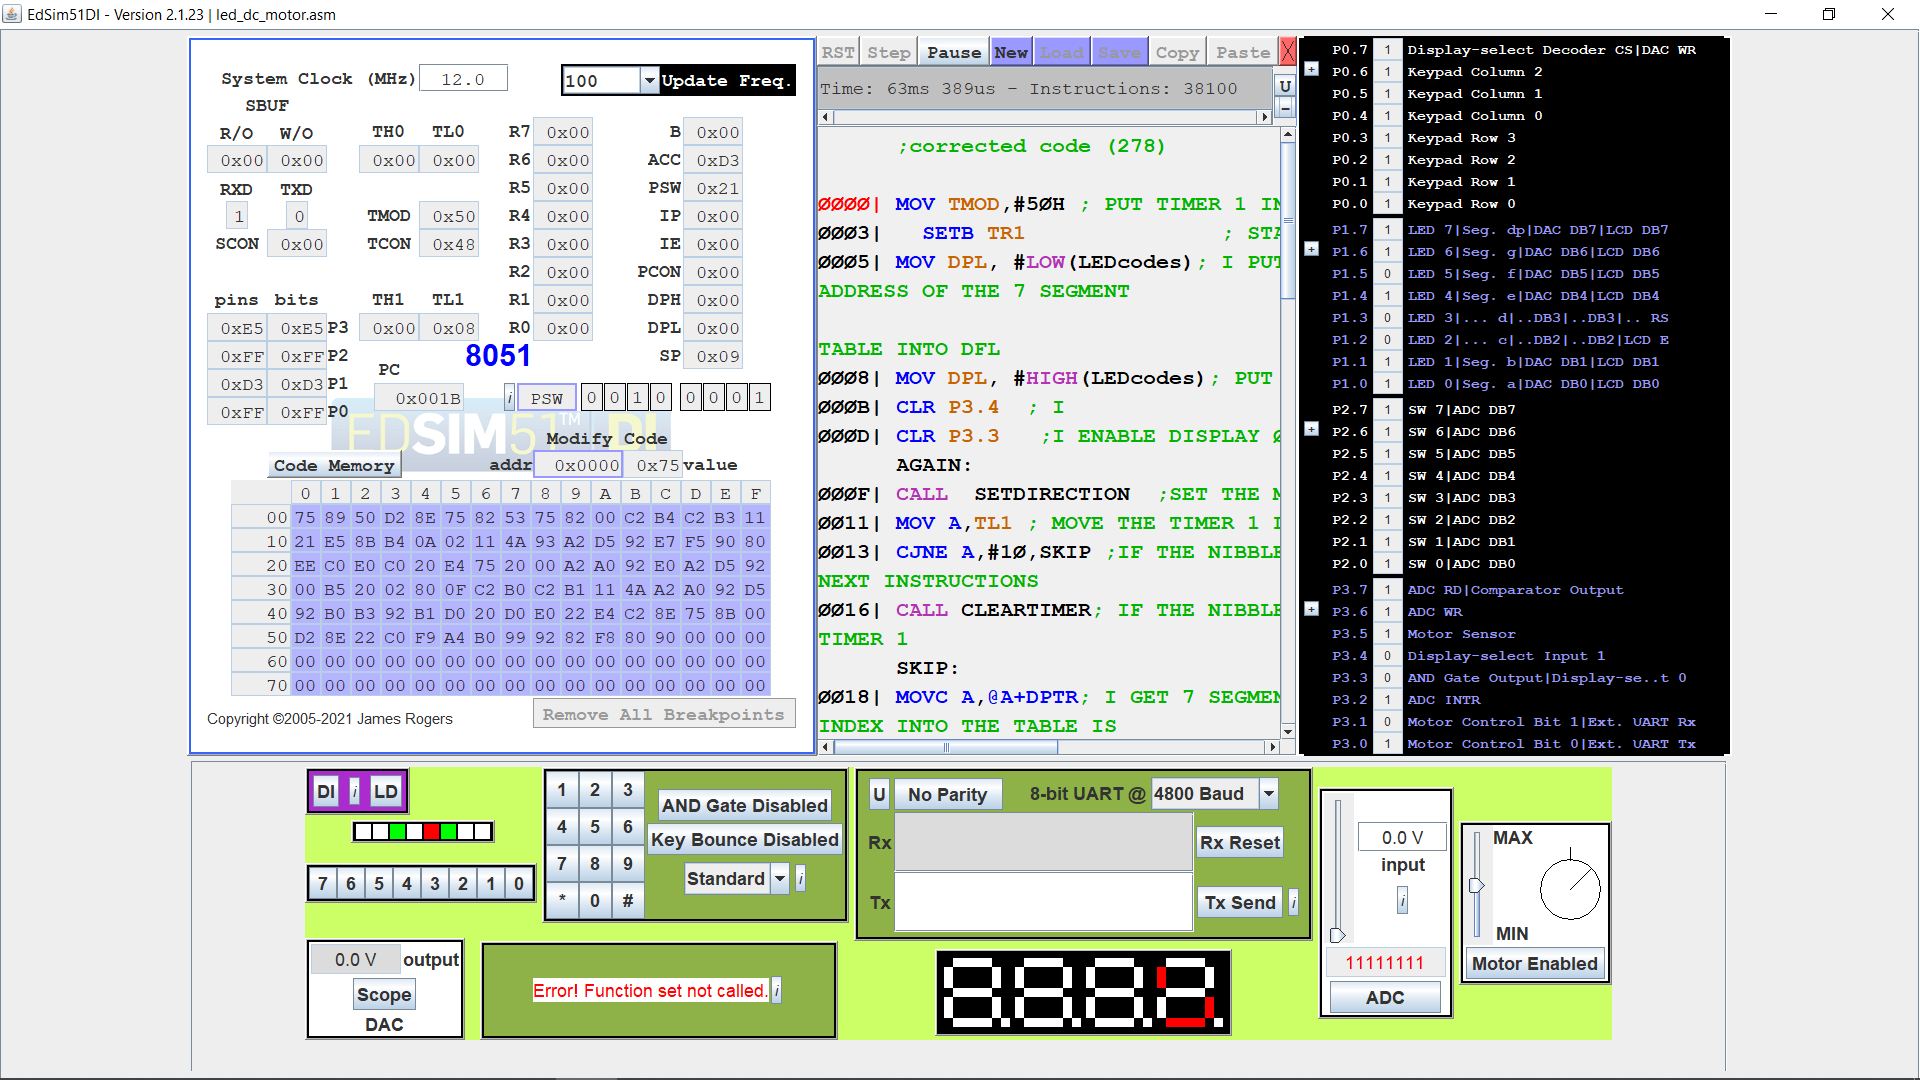 EdSim51DI - Version 2.1.23 | led_dc_motor.asm
System Clock (MHz) 12.0
100 Update Freq.
SBUF
R/O W/O TH0 TL0 R7 0x00 B 0x00
0x00 0x00 0x00 0x00 R6 0x00 ACC 0xD3
RXD TXD R5 0x00 PSW 0x21
1 0 TMOD 0x50 R4 0x00 IP 0x00
SCON 0x00 TCON 0x48 R3 0x00 IE 0x00
R2 0x00 PCON 0x00
pins bits TH1 TL1 R1 0x00 DPH 0x00
0xE5 0xE5 P3 0x00 0x08 R0 0x00 DPL 0x00
0xFF 0xFF P2 8051 SP 0x09
PC
0xD3 0xD3 P1 0x001B i PSW 0 0 1 0 0 0 0 1
0xFF 0xFF P0
EDSIM51™ DI
Modify Code
Code Memory addr 0x0000 0x75 value
0 1 2 3 4 5 6 7 8 9 A B C D E F
00 75 89 50 D2 8E 75 82 53 75 82 00 C2 B4 C2 B3 11
10 21 E5 8B B4 0A 02 11 4A 93 A2 D5 92 E7 F5 90 80
20 EE C0 E0 C0 20 E4 75 20 00 A2 A0 92 E0 A2 D5 92
30 00 B5 20 02 80 0F C2 B0 C2 B1 11 4A A2 A0 92 D5
40 92 B0 B3 92 B1 D0 20 D0 E0 22 E4 C2 8E 75 8B 00
50 D2 8E 22 C0 F9 A4 B0 99 92 82 F8 80 90 00 00 00
60 00 00 00 00 00 00 00 00 00 00 00 00 00 00 00 00
70 00 00 00 00 00 00 00 00 00 00 00 00 00 00 00 00
Copyright ©2005-2021 James Rogers
Remove All Breakpoints
RST Step Pause New Load Save Copy Paste X
Time: 63ms 389us - Instructions: 38100
U
-
;corrected code (278)
0000| MOV TMOD,#50H ; PUT TIMER 1 IN
0003| SETB TR1 ; STA
0005| MOV DPL, #LOW(LEDcodes); I PUT
ADDRESS OF THE 7 SEGMENT
TABLE INTO DFL
0008| MOV DPL, #HIGH(LEDcodes); PUT
000B| CLR P3.4 ; I
000D| CLR P3.3 ;I ENABLE DISPLAY 0
AGAIN:
000F| CALL SETDIRECTION ;SET THE M
0011| MOV A,TL1 ; MOVE THE TIMER 1 I
0013| CJNE A,#10,SKIP ;IF THE NIBBLE
NEXT INSTRUCTIONS
0016| CALL CLEARTIMER; IF THE NIBBLE
TIMER 1
SKIP:
0018| MOVC A,@A+DPTR; I GET 7 SEGMEN
INDEX INTO THE TABLE IS
P0.7 1 Display-select Decoder CS|DAC WR
P0.6 1 Keypad Column 2
P0.5 1 Keypad Column 1
P0.4 1 Keypad Column 0
P0.3 1 Keypad Row 3
P0.2 1 Keypad Row 2
P0.1 1 Keypad Row 1
P0.0 1 Keypad Row 0
P1.7 1 LED 7|Seg. dp|DAC DB7|LCD DB7
P1.6 1 LED 6|Seg. g|DAC DB6|LCD DB6
P1.5 0 LED 5|Seg. f|DAC DB5|LCD DB5
P1.4 1 LED 4|Seg. e|DAC DB4|LCD DB4
P1.3 0 LED 3|... d|..DB3|..DB3|.. RS
P1.2 0 LED 2|... c|..DB2|..DB2|LCD E
P1.1 1 LED 1|Seg. b|DAC DB1|LCD DB1
P1.0 1 LED 0|Seg. a|DAC DB0|LCD DB0
P2.7 1 SW 7|ADC DB7
P2.6 1 SW 6|ADC DB6
P2.5 1 SW 5|ADC DB5
P2.4 1 SW 4|ADC DB4
P2.3 1 SW 3|ADC DB3
P2.2 1 SW 2|ADC DB2
P2.1 1 SW 1|ADC DB1
P2.0 1 SW 0|ADC DB0
P3.7 1 ADC RD|Comparator Output
P3.6 1 ADC WR
P3.5 1 Motor Sensor
P3.4 0 Display-select Input 1
P3.3 0 AND Gate Output|Display-se..t 0
P3.2 1 ADC INTR
P3.1 0 Motor Control Bit 1|Ext. UART Rx
P3.0 1 Motor Control Bit 0|Ext. UART Tx
DI i LD
7 6 5 4 3 2 1 0
0.0 V output
Scope
DAC
1 2 3
4 5 6
7 8 9
* 0 #
AND Gate Disabled
Key Bounce Disabled
Standard i
Error! Function set not called. i
U No Parity 8-bit UART @ 4800 Baud
Rx Rx Reset
Tx Tx Send i
8.8.8.8.
0.0 V
input
i
11111111
ADC
MAX
MIN
Motor Enabled